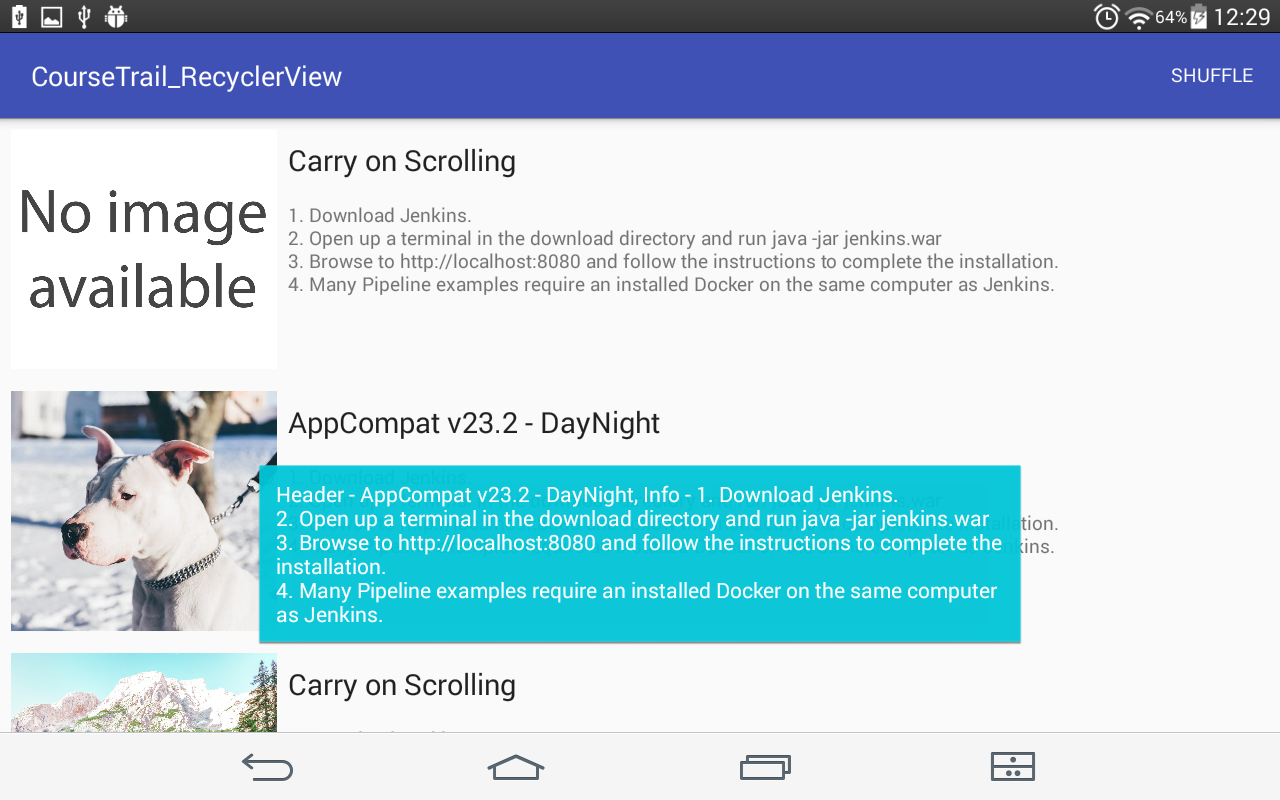 64% 12:29
CourseTrail_RecyclerView SHUFFLE
No image
available
Carry on Scrolling
1. Download Jenkins.
2. Open up a terminal in the download directory and run java -jar jenkins.war
3. Browse to http://localhost:8080 and follow the instructions to complete the installation.
4. Many Pipeline examples require an installed Docker on the same computer as Jenkins.
AppCompat v23.2 - DayNight
1. Download Jenkins.
Header - AppCompat v23.2 - DayNight, Info - 1. Download Jenkins.
2. Open up a terminal in the download directory and run java -jar jenkins.war
3. Browse to http://localhost:8080 and follow the instructions to complete the
installation.
4. Many Pipeline examples require an installed Docker on the same computer
as Jenkins.
Carry on Scrolling